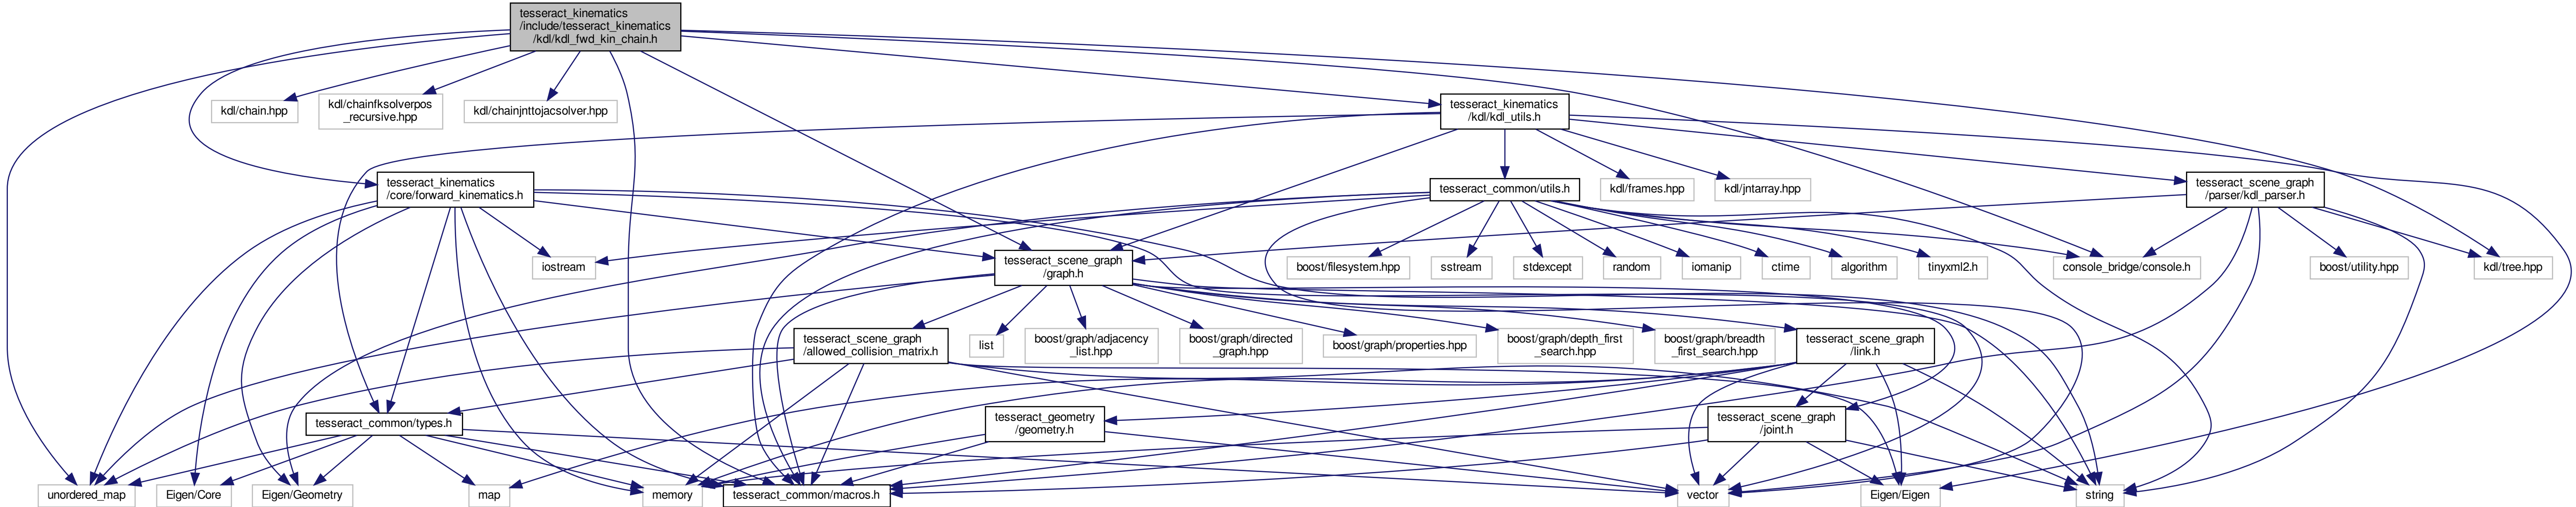 tesseract_kinematics
/include/tesseract_kinematics
/kdl/kdl_fwd_kin_chain.h
kdl/chain.hpp
kdl/chainfksolverpos
_recursive.hpp
kdl/chainjnttojacsolver.hpp
tesseract_kinematics
/kdl/kdl_utils.h
tesseract_kinematics
/core/forward_kinematics.h
tesseract_common/utils.h
kdl/frames.hpp
kdl/jntarray.hpp
tesseract_scene_graph
/parser/kdl_parser.h
iostream
tesseract_scene_graph
/graph.h
boost/filesystem.hpp
sstream
stdexcept
random
iomanip
ctime
algorithm
tinyxml2.h
console_bridge/console.h
boost/utility.hpp
kdl/tree.hpp
tesseract_scene_graph
/allowed_collision_matrix.h
list
boost/graph/adjacency
_list.hpp
boost/graph/directed
_graph.hpp
boost/graph/properties.hpp
boost/graph/depth_first
_search.hpp
boost/graph/breadth
_first_search.hpp
tesseract_scene_graph
/link.h
tesseract_common/types.h
tesseract_geometry
/geometry.h
tesseract_scene_graph
/joint.h
unordered_map
Eigen/Core
Eigen/Geometry
map
memory
tesseract_common/macros.h
vector
Eigen/Eigen
string